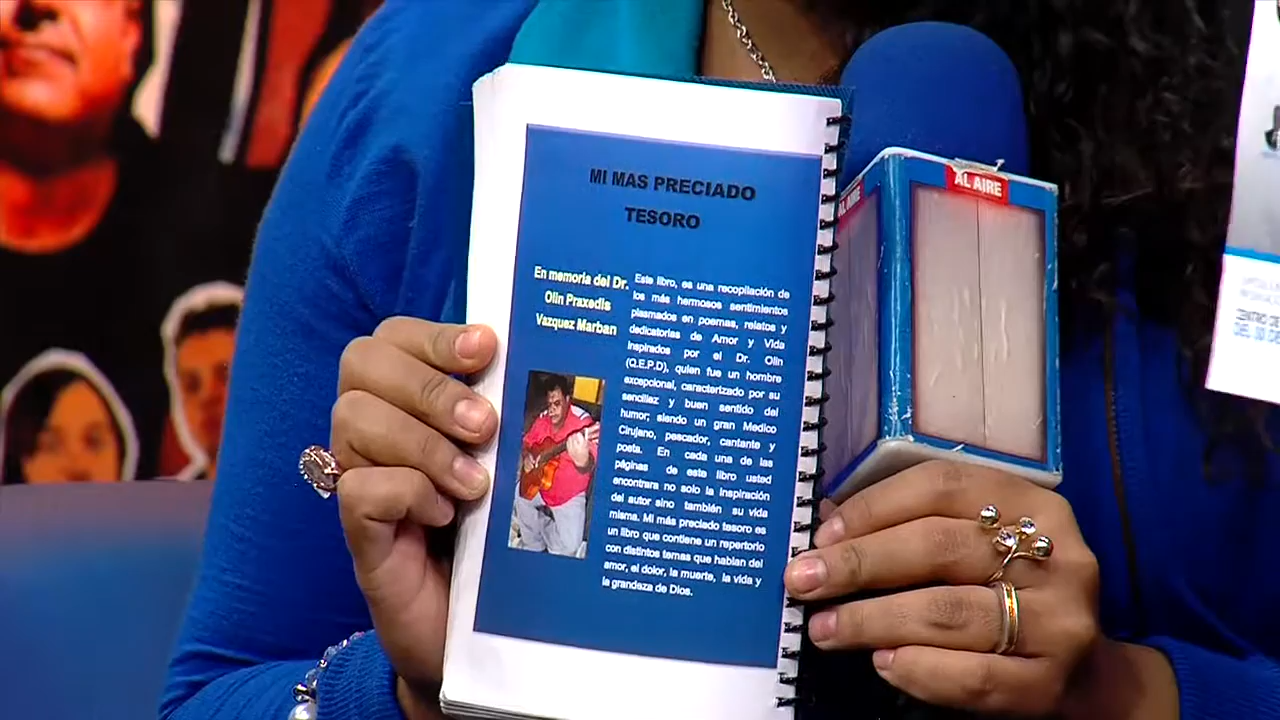 MI MAS PRECIADO
TESORO
En memoria del Dr.
Olin Praxedis
Vazquez Marban
Este libro, es una recopilación de
los más hermosos sentimientos
plasmados en poemas, relatos y
dedicatorias de Amor y Vida
inspirados por el Dr. Olin
(Q.E.P.D), quien fue un hombre
excepcional, caracterizado por su
sencillez y buen sentido del
humor; siendo un gran Medico
Cirujano, pescador, cantante y
poeta. En cada una de las
páginas de este libro usted
encontrara no solo la inspiración
del autor sino también su vida
misma. Mi más preciado tesoro es
un libro que contiene un repertorio
con distintos temas que hablan del
amor, el dolor, la muerte, la vida y
la grandeza de Dios.
AL AIRE
AL AIRE
CENTRO